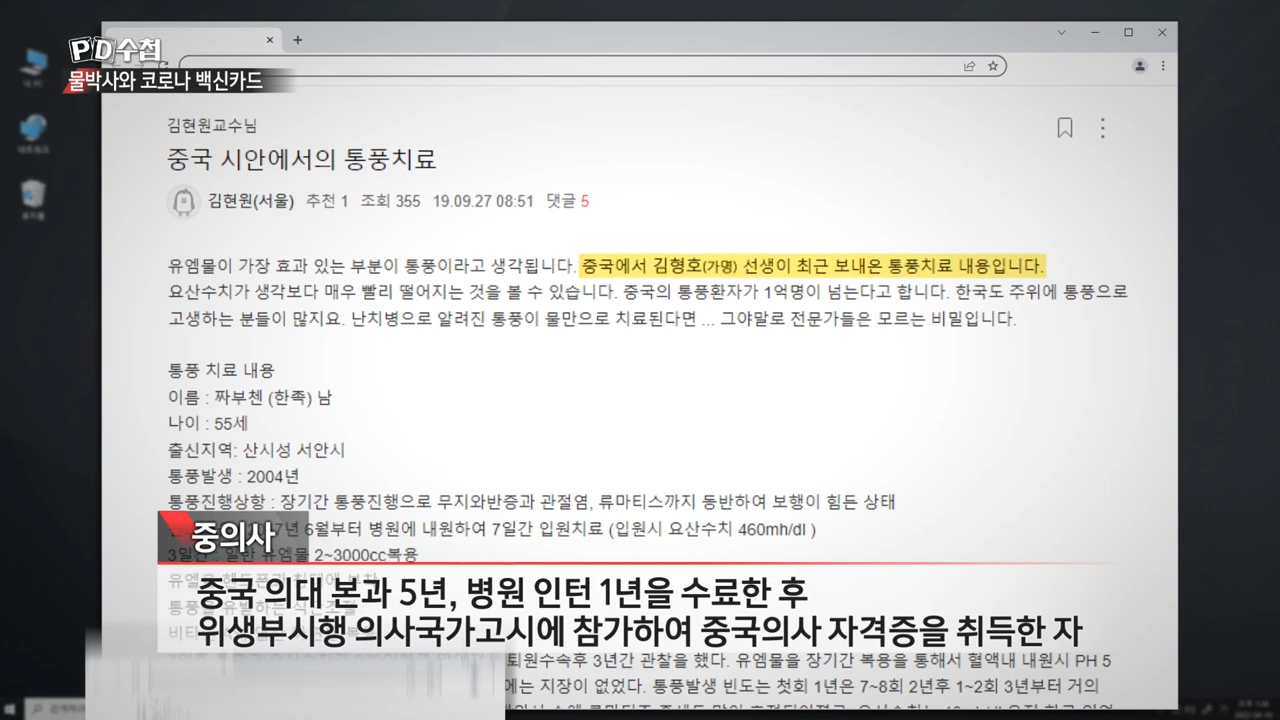 PD수첩
물박사와 코로나 백신카드
김현원교수님
중국 시안에서의 통풍치료
김현원(서울) 추천 1 조회 355 19.09.27 08:51 댓글 5
유엠물이 가장 효과 있는 부분이 통풍이라고 생각됩니다. 중국에서 김형호(가명) 선생이 최근 보내온 통풍치료 내용입니다.
요산수치가 생각보다 매우 빨리 떨어지는 것을 볼 수 있습니다. 중국의 통풍환자가 1억명이 넘는다고 합니다. 한국도 주위에 통풍으로
고생하는 분들이 많지요. 난치병으로 알려진 통풍이 물만으로 치료된다면 ... 그야말로 전문가들은 모르는 비밀입니다.
통풍 치료 내용
이름 : 짜부첸 (한족) 남
나이 : 55세
출신지역: 산시성 서안시
통풍발생 : 2004년
통풍진행상항 : 장기간 통풍진행으로 무지외반증과 관절염, 류마티스까지 동반하여 보행이 힘든 상태
7년 6월부터 병원에 내원하여 7일간 입원치료 (입원시 요산수치 460mh/dl )
중의사
3일간 : 일반 유엠물 2~3000cc복용
중국 의대 본과 5년, 병원 인턴 1년을 수료한 후
위생부 시행 의사국가고시에 참가하여 중국의사 자격증을 취득한 자
퇴원수속후 3년간 관찰을 했다. 유엠물을 장기간 복용을 통해서 혈액내 내원시 PH 5
에는 지장이 없었다. 통풍발생 빈도는 첫회 1년은 7~8회 2년후 1~2회 3년부터 거의